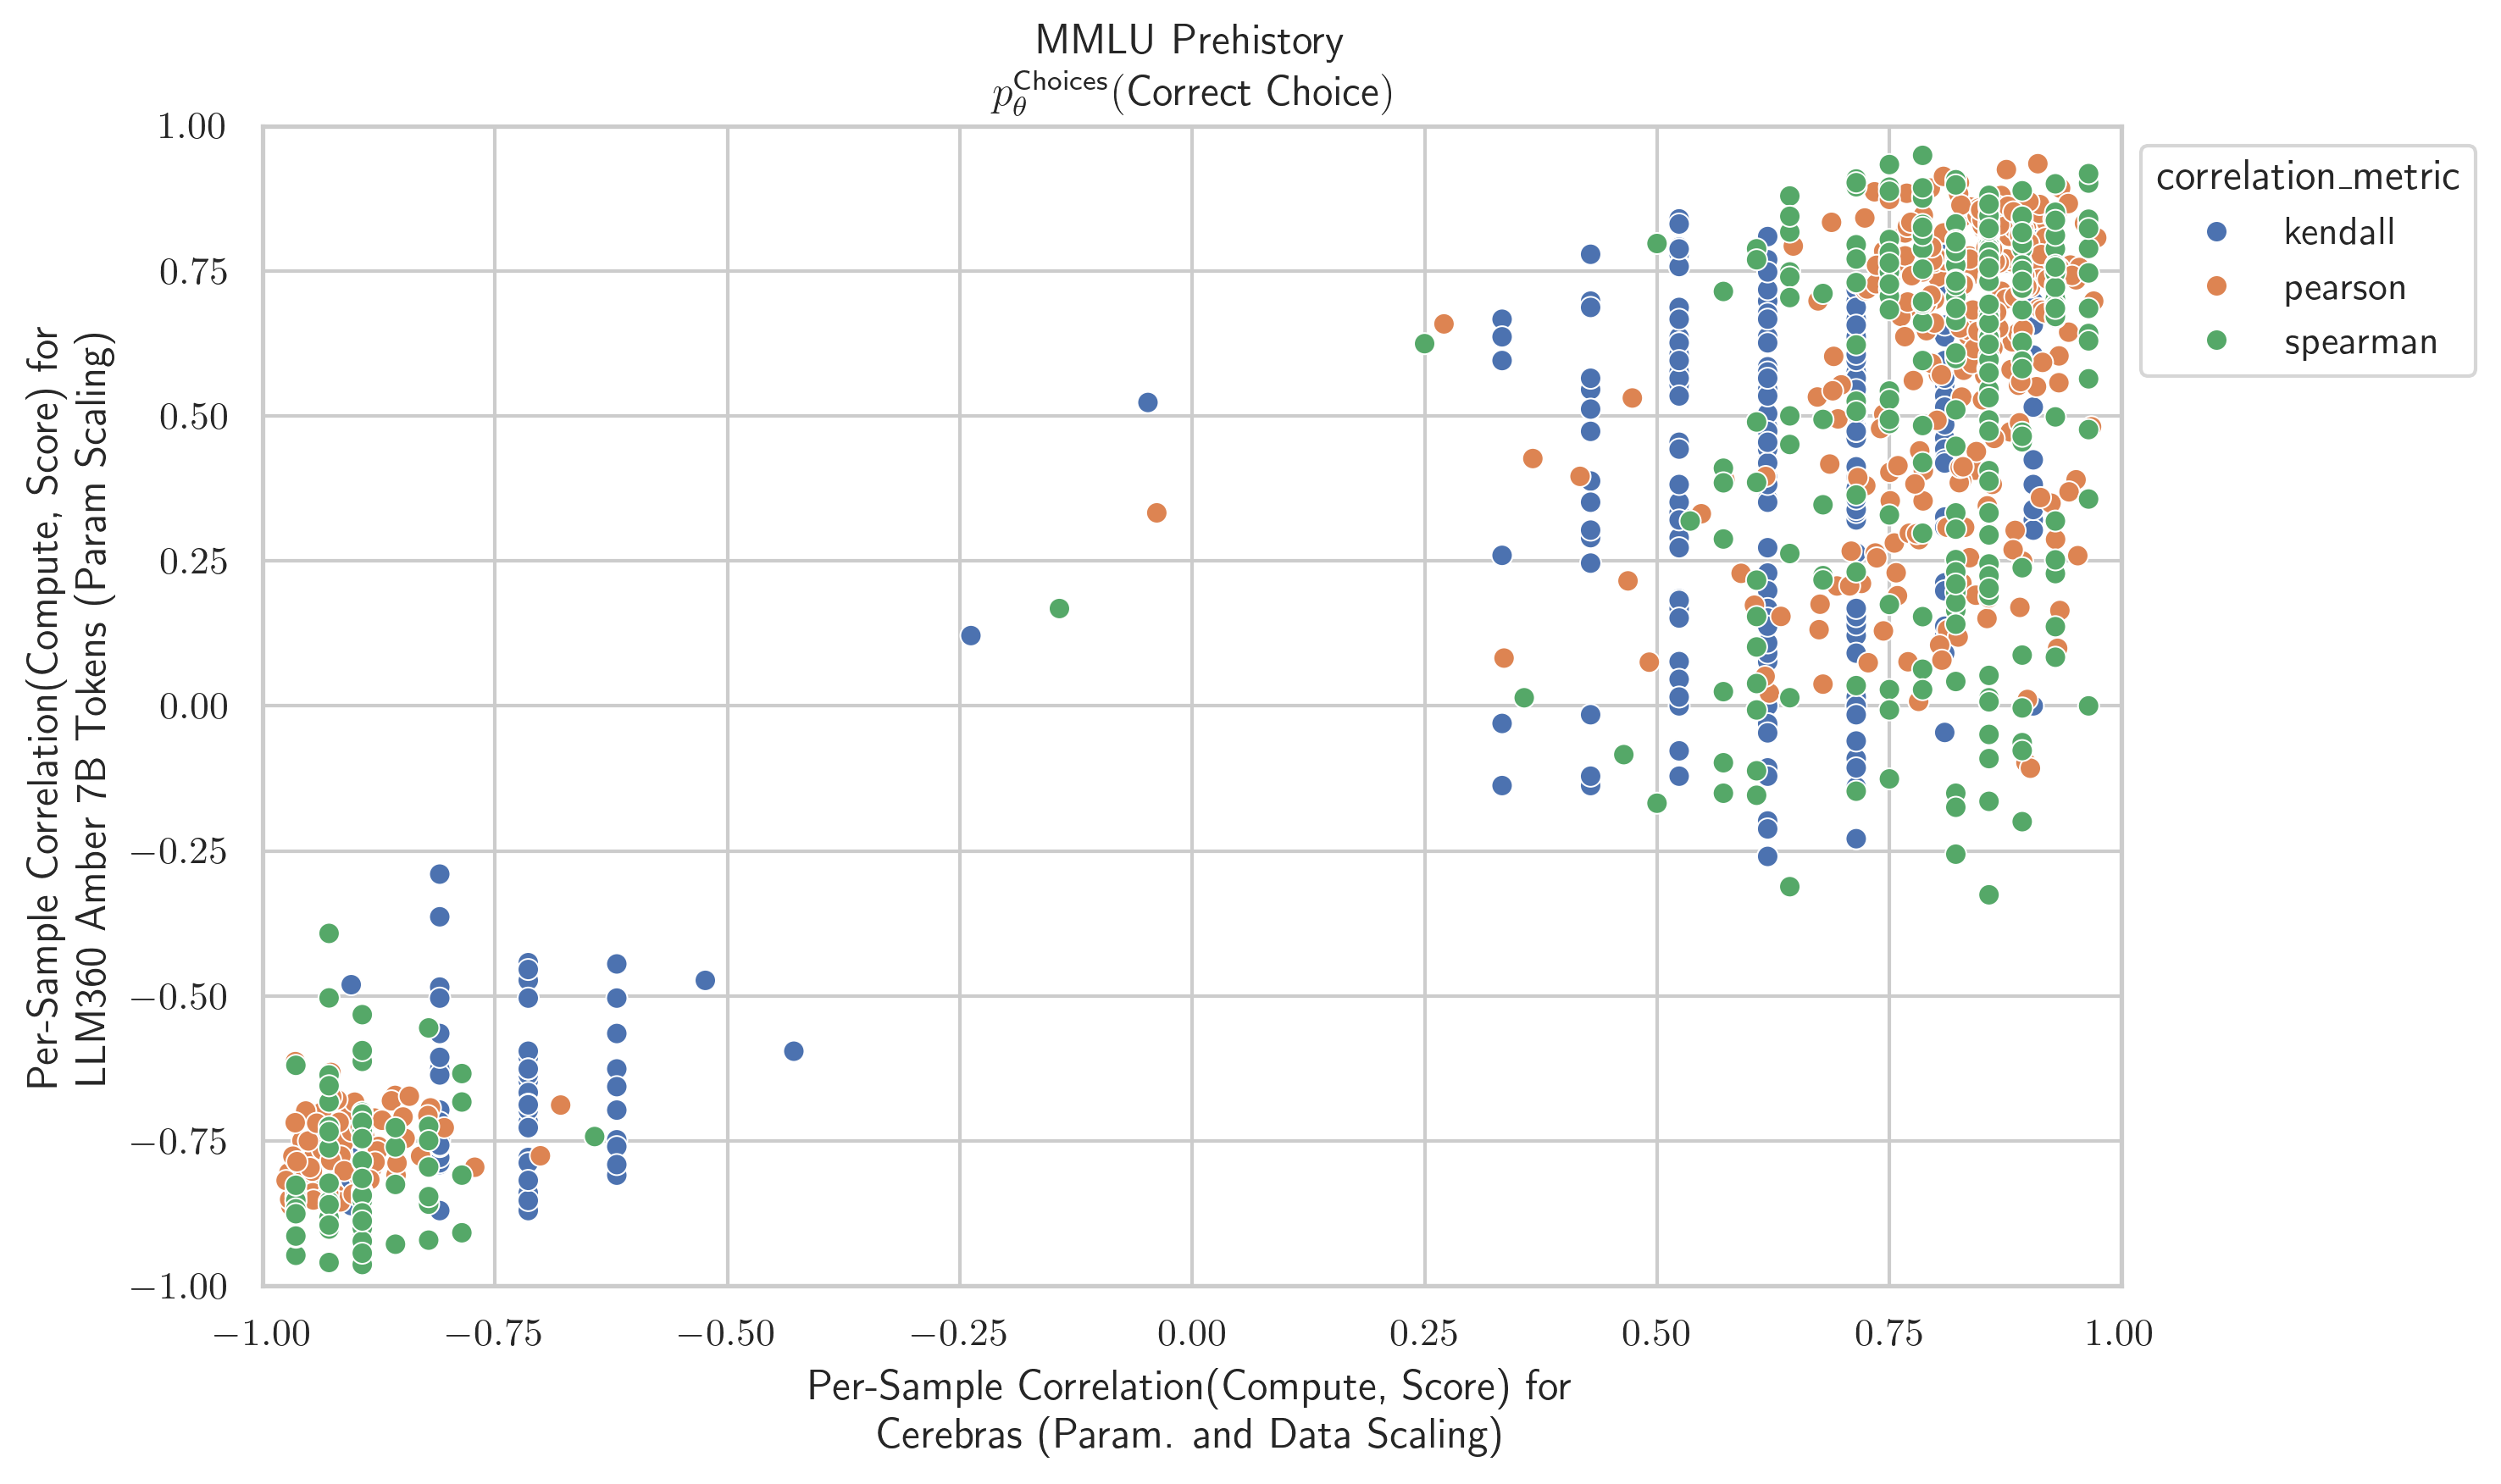 MMLU Prehistory
pθChoices(Correct Choice)
1.00
0.75
0.50
0.25
0.00
−0.25
−0.50
−0.75
−1.00
Per-Sample Correlation(Compute, Score) for
LLM360 Amber 7B Tokens (Param Scaling)
−1.00 −0.75 −0.50 −0.25 0.00 0.25 0.50 0.75 1.00
Per-Sample Correlation(Compute, Score) for
Cerebras (Param. and Data Scaling)
correlation_metric
kendall
pearson
spearman